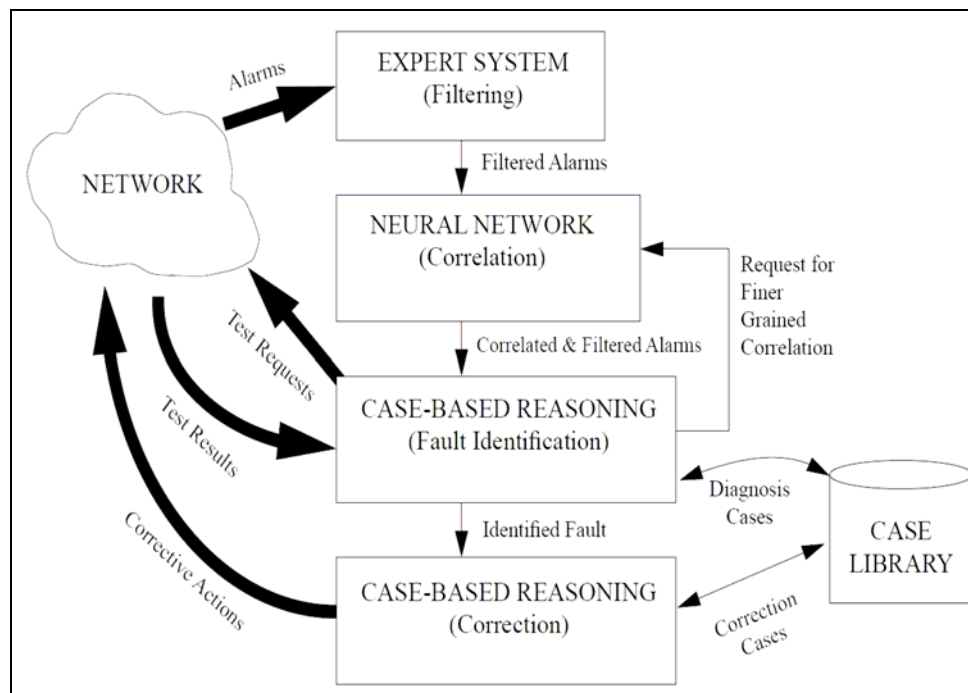 EXPERT SYSTEM
(Filtering)
Alarms
NETWORK
Filtered Alarms
NEURAL NETWORK
(Correlation)
Request for
Finer
Grained
Correlation
Test Requests
Correlated & Filtered Alarms
CASE-BASED REASONING
(Fault Identification)
Test Results
Diagnosis
Cases
CASE
LIBRARY
Identified Fault
Corrective Actions
CASE-BASED REASONING
(Correction)
Correction
Cases